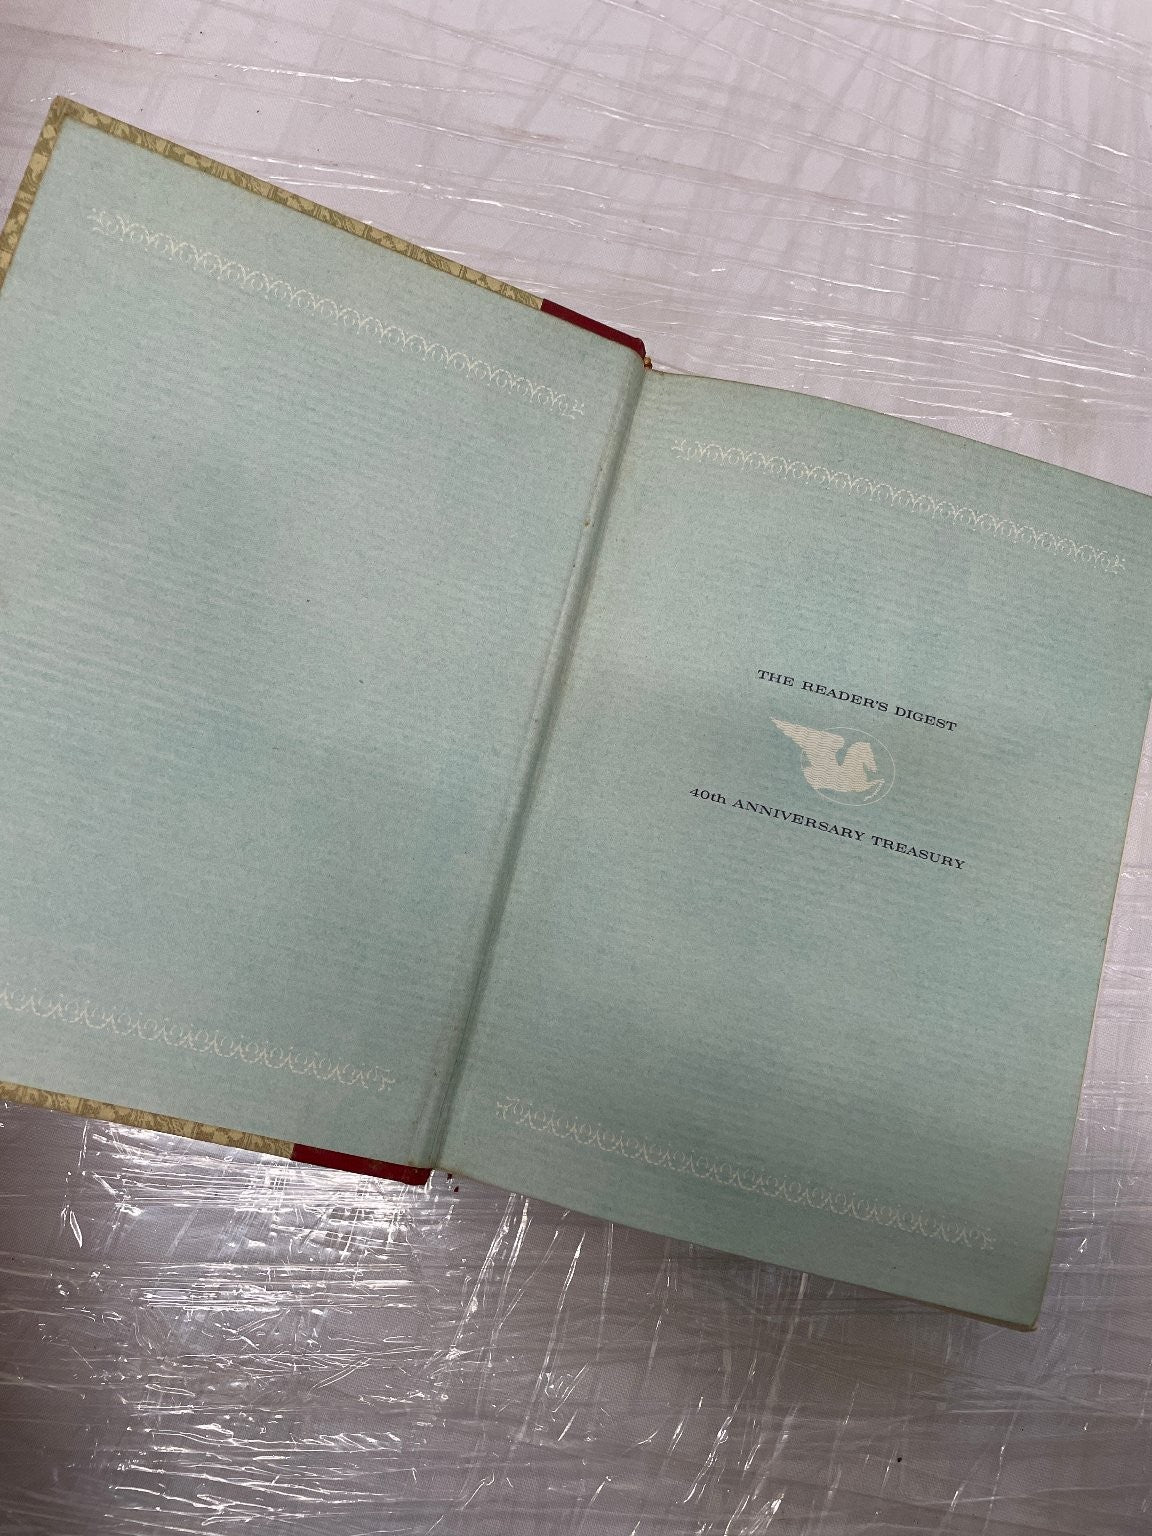 THE READER'S DIGEST
40th ANNIVERSARY TREASURY